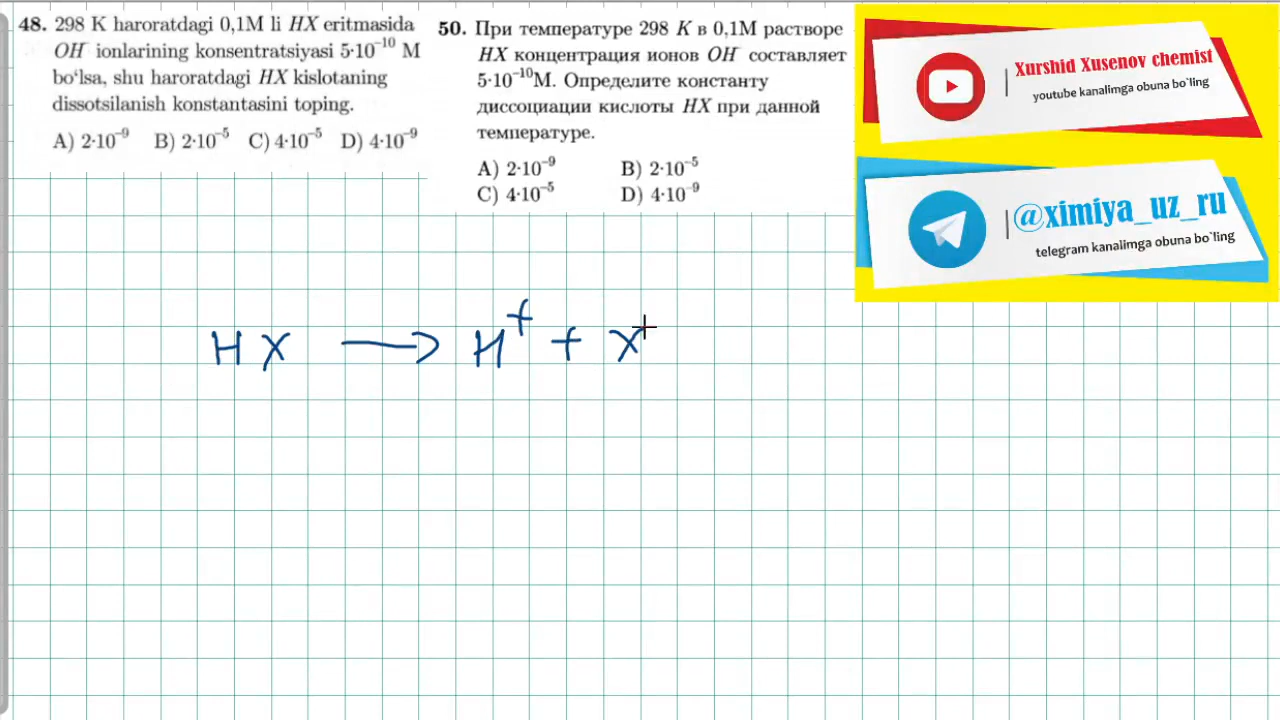 48. 298 K haroratdagi 0,1M li HX eritmasida
OH⁻ ionlarining konsentratsiyasi 5·10⁻¹⁰ M
bo‘lsa, shu haroratdagi HX kislotaning
dissotsilanish konstantasini toping.
A) 2·10⁻⁹ B) 2·10⁻⁵ C) 4·10⁻⁵ D) 4·10⁻⁹
50. При температуре 298 K в 0,1М растворе
HX концентрация ионов OH⁻ составляет
5·10⁻¹⁰М. Определите константу
диссоциации кислоты HX при данной
температуре.
A) 2·10⁻⁹ B) 2·10⁻⁵
C) 4·10⁻⁵ D) 4·10⁻⁹
Xurshid Xusenov chemist
youtube kanalimga obuna bo`ling
@ximiya_uz_ru
telegram kanalimga obuna bo`ling
HX → H⁺ + X